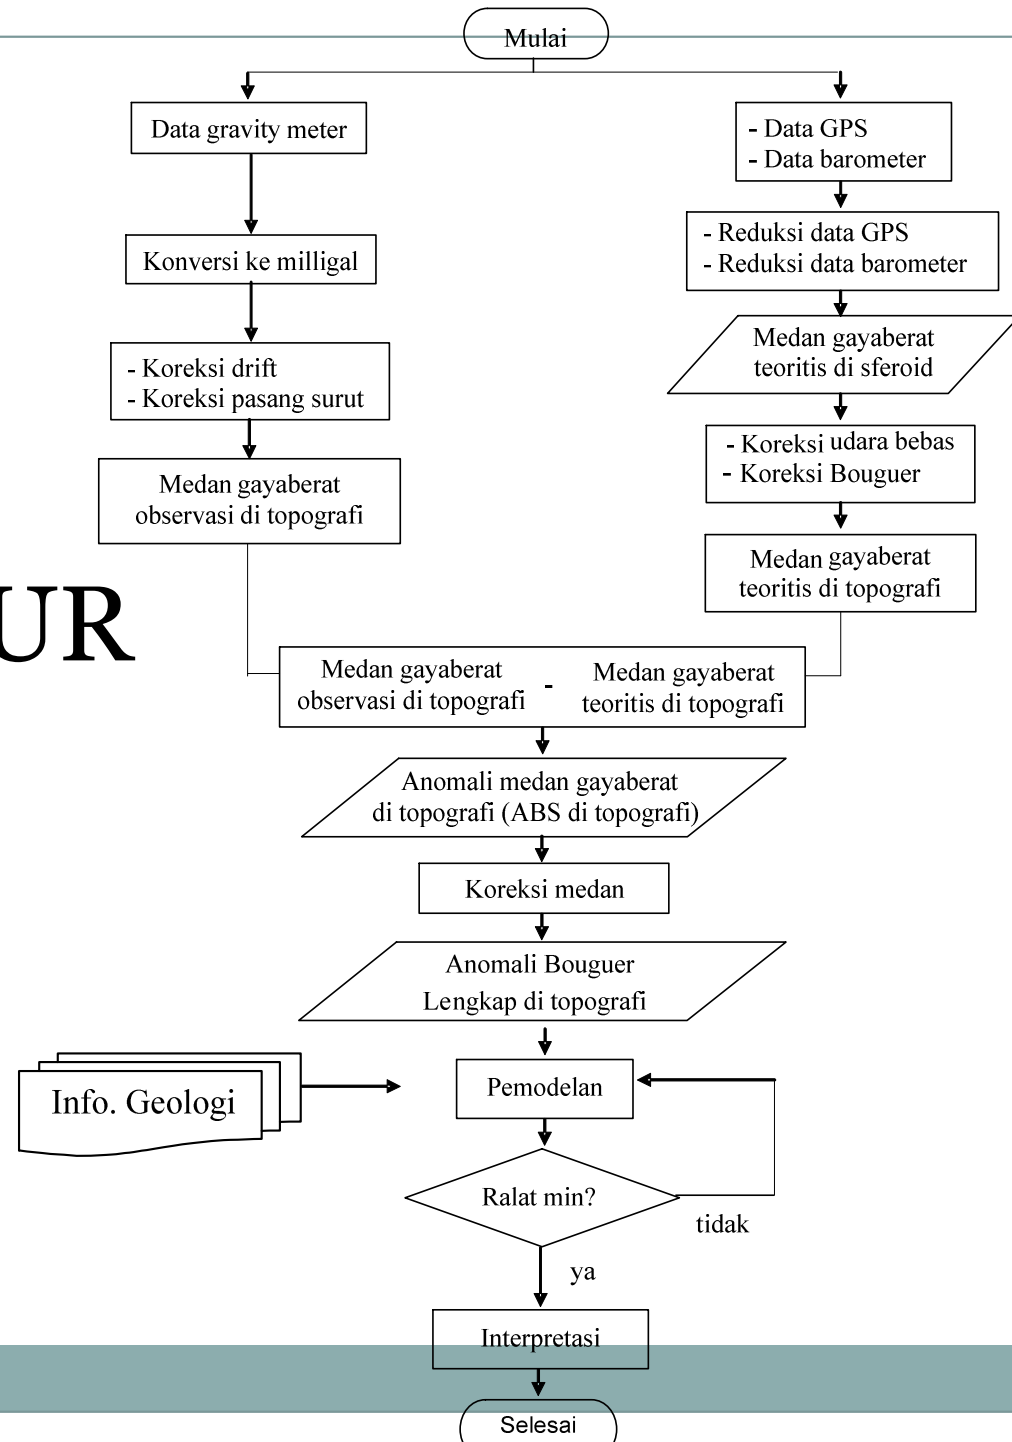 Mulai
Data gravity meter
- Data GPS
- Data barometer
Konversi ke milligal
- Reduksi data GPS
- Reduksi data barometer
Medan gayaberat
teoritis di sferoid
- Koreksi drift
- Koreksi pasang surut
- Koreksi udara bebas
- Koreksi Bouguer
Medan gayaberat
observasi di topografi
Medan gayaberat
teoritis di topografi
UR
Medan gayaberat
observasi di topografi
-
Medan gayaberat
teoritis di topografi
Anomali medan gayaberat
di topografi (ABS di topografi)
Koreksi medan
Anomali Bouguer
Lengkap di topografi
Info. Geologi
Pemodelan
Ralat min?
tidak
ya
Interpretasi
Selesai